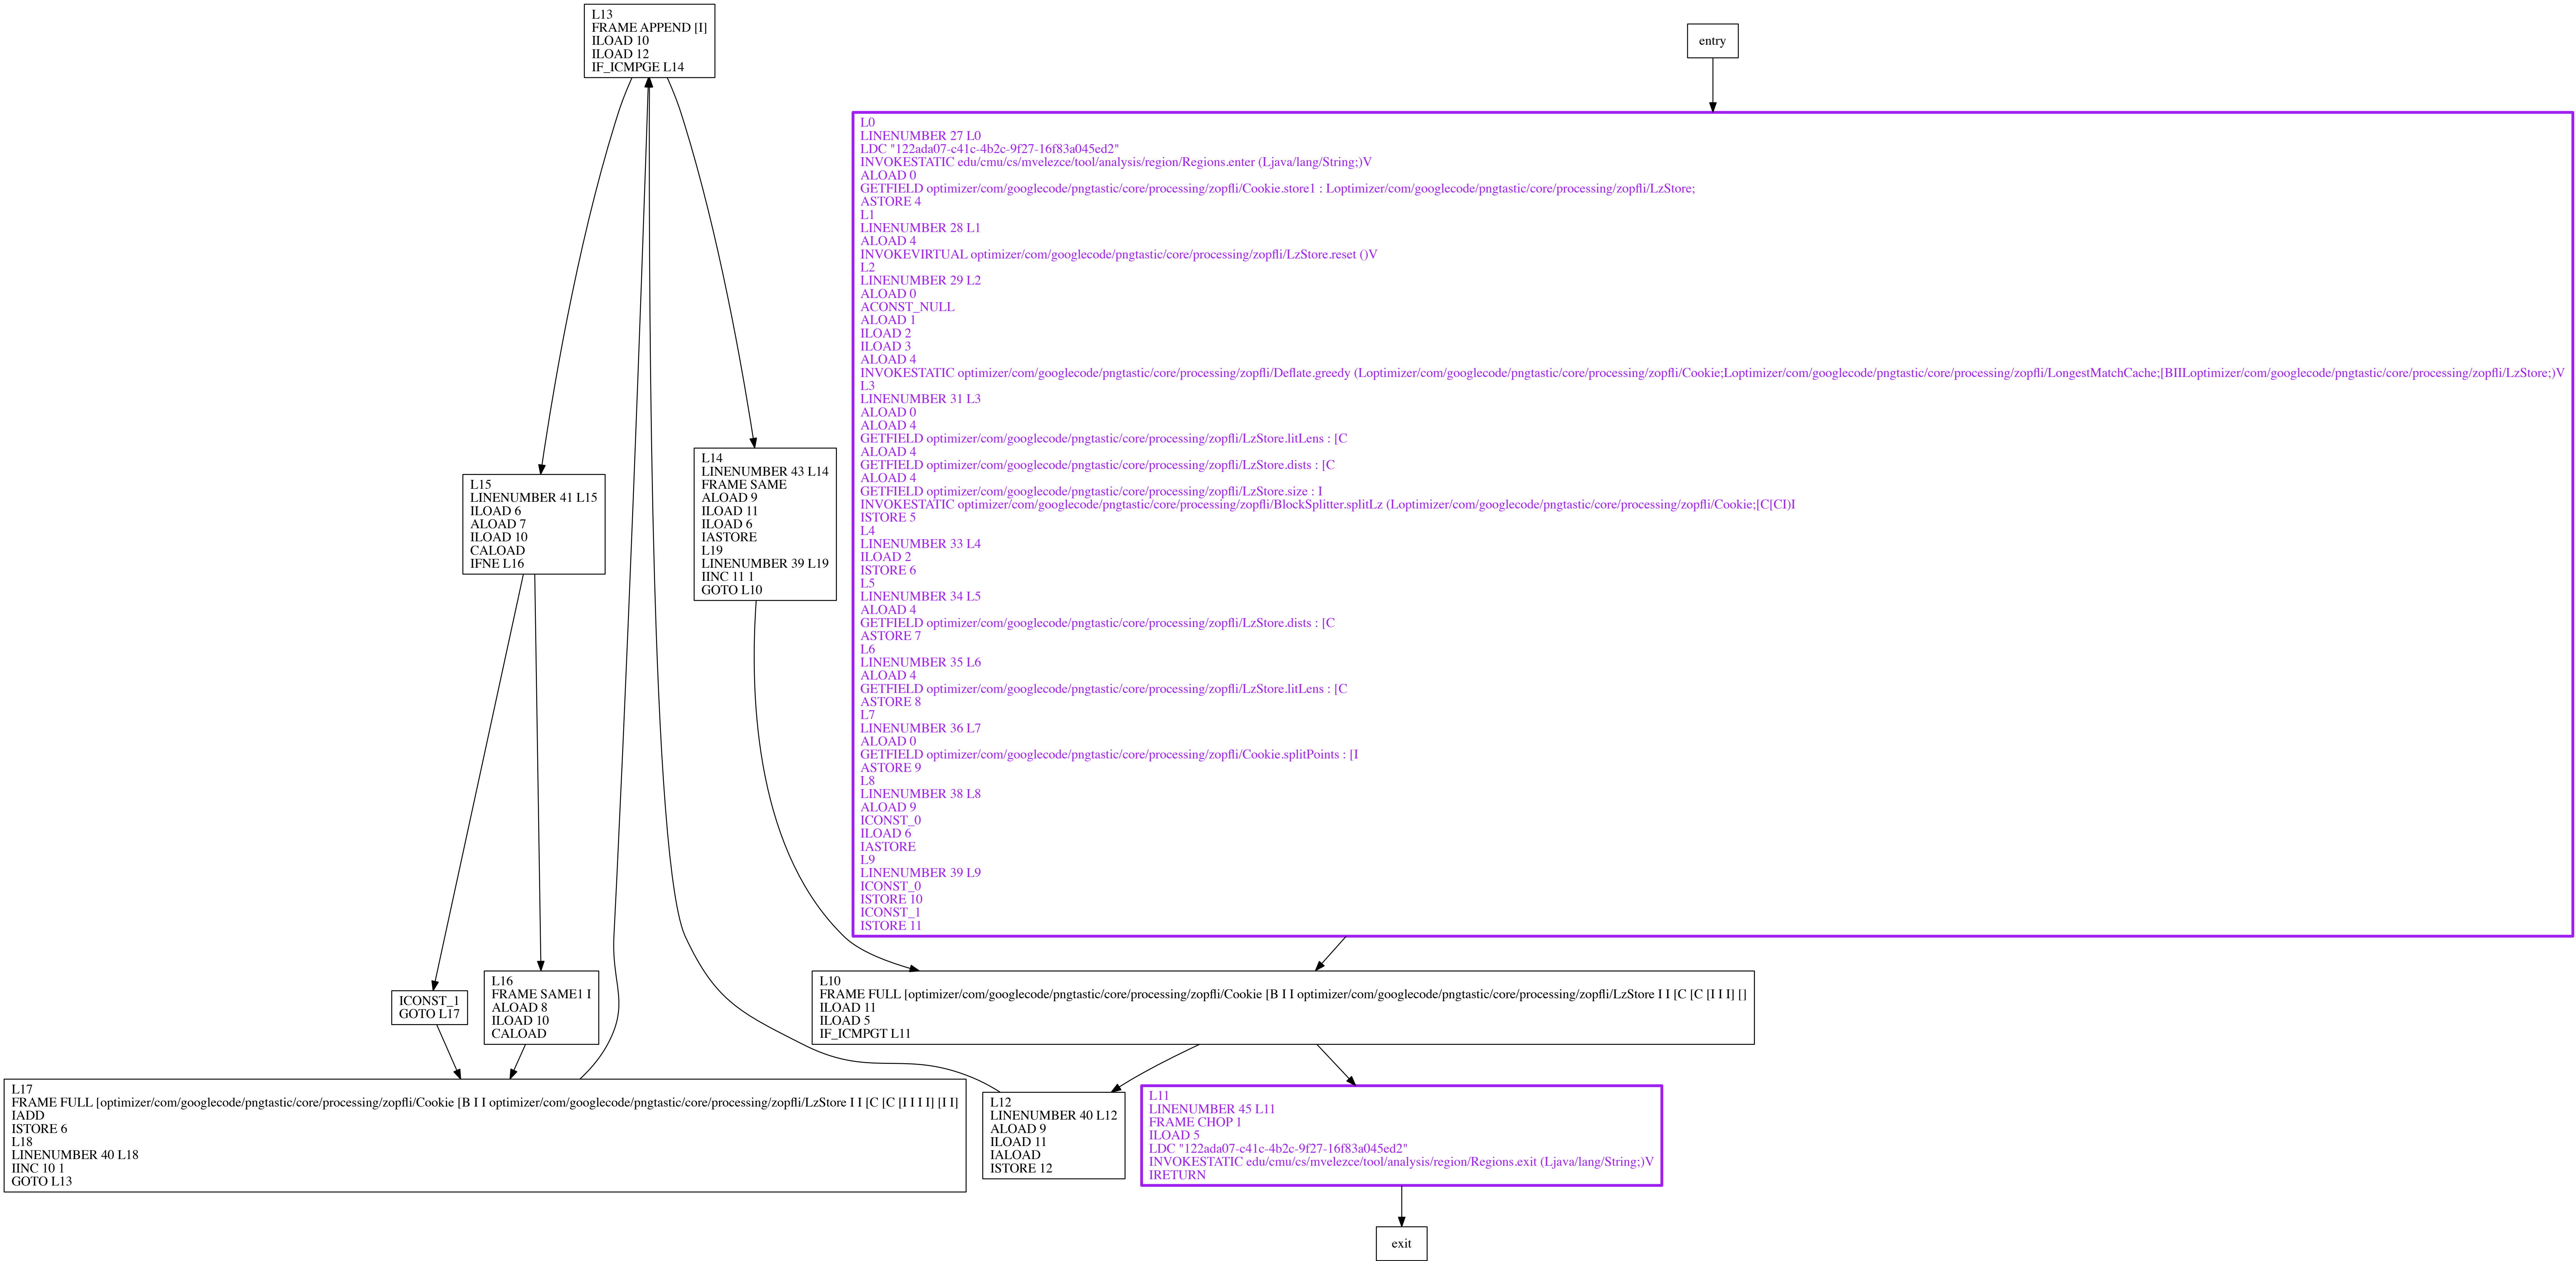 L13
FRAME APPEND [I]
ILOAD 10
ILOAD 12
IF_ICMPGE L14
entry
L0
LINENUMBER 27 L0
LDC "122ada07-c41c-4b2c-9f27-16f83a045ed2"
INVOKESTATIC edu/cmu/cs/mvelezce/tool/analysis/region/Regions.enter (Ljava/lang/String;)V
ALOAD 0
GETFIELD optimizer/com/googlecode/pngtastic/core/processing/zopfli/Cookie.store1 : Loptimizer/com/googlecode/pngtastic/core/processing/zopfli/LzStore;
ASTORE 4
L1
LINENUMBER 28 L1
ALOAD 4
INVOKEVIRTUAL optimizer/com/googlecode/pngtastic/core/processing/zopfli/LzStore.reset ()V
L2
LINENUMBER 29 L2
ALOAD 0
ACONST_NULL
ALOAD 1
ILOAD 2
ILOAD 3
ALOAD 4
INVOKESTATIC optimizer/com/googlecode/pngtastic/core/processing/zopfli/Deflate.greedy (Loptimizer/com/googlecode/pngtastic/core/processing/zopfli/Cookie;Loptimizer/com/googlecode/pngtastic/core/processing/zopfli/LongestMatchCache;[BIILoptimizer/com/googlecode/pngtastic/core/processing/zopfli/LzStore;)V
L3
LINENUMBER 31 L3
ALOAD 0
ALOAD 4
GETFIELD optimizer/com/googlecode/pngtastic/core/processing/zopfli/LzStore.litLens : [C
ALOAD 4
GETFIELD optimizer/com/googlecode/pngtastic/core/processing/zopfli/LzStore.dists : [C
ALOAD 4
GETFIELD optimizer/com/googlecode/pngtastic/core/processing/zopfli/LzStore.size : I
INVOKESTATIC optimizer/com/googlecode/pngtastic/core/processing/zopfli/BlockSplitter.splitLz (Loptimizer/com/googlecode/pngtastic/core/processing/zopfli/Cookie;[C[CI)I
ISTORE 5
L4
LINENUMBER 33 L4
ILOAD 2
ISTORE 6
L5
LINENUMBER 34 L5
ALOAD 4
GETFIELD optimizer/com/googlecode/pngtastic/core/processing/zopfli/LzStore.dists : [C
ASTORE 7
L6
LINENUMBER 35 L6
ALOAD 4
GETFIELD optimizer/com/googlecode/pngtastic/core/processing/zopfli/LzStore.litLens : [C
ASTORE 8
L7
LINENUMBER 36 L7
ALOAD 0
GETFIELD optimizer/com/googlecode/pngtastic/core/processing/zopfli/Cookie.splitPoints : [I
ASTORE 9
L8
LINENUMBER 38 L8
ALOAD 9
ICONST_0
ILOAD 6
IASTORE
L9
LINENUMBER 39 L9
ICONST_0
ISTORE 10
ICONST_1
ISTORE 11
L14
LINENUMBER 43 L14
FRAME SAME
ALOAD 9
ILOAD 11
ILOAD 6
IASTORE
L19
LINENUMBER 39 L19
IINC 11 1
GOTO L10
L15
LINENUMBER 41 L15
ILOAD 6
ALOAD 7
ILOAD 10
CALOAD
IFNE L16
ICONST_1
GOTO L17
L16
FRAME SAME1 I
ALOAD 8
ILOAD 10
CALOAD
L10
FRAME FULL [optimizer/com/googlecode/pngtastic/core/processing/zopfli/Cookie [B I I optimizer/com/googlecode/pngtastic/core/processing/zopfli/LzStore I I [C [C [I I I] []
ILOAD 11
ILOAD 5
IF_ICMPGT L11
L17
FRAME FULL [optimizer/com/googlecode/pngtastic/core/processing/zopfli/Cookie [B I I optimizer/com/googlecode/pngtastic/core/processing/zopfli/LzStore I I [C [C [I I I I] [I I]
IADD
ISTORE 6
L18
LINENUMBER 40 L18
IINC 10 1
GOTO L13
L12
LINENUMBER 40 L12
ALOAD 9
ILOAD 11
IALOAD
ISTORE 12
L11
LINENUMBER 45 L11
FRAME CHOP 1
ILOAD 5
LDC "122ada07-c41c-4b2c-9f27-16f83a045ed2"
INVOKESTATIC edu/cmu/cs/mvelezce/tool/analysis/region/Regions.exit (Ljava/lang/String;)V
IRETURN
exit